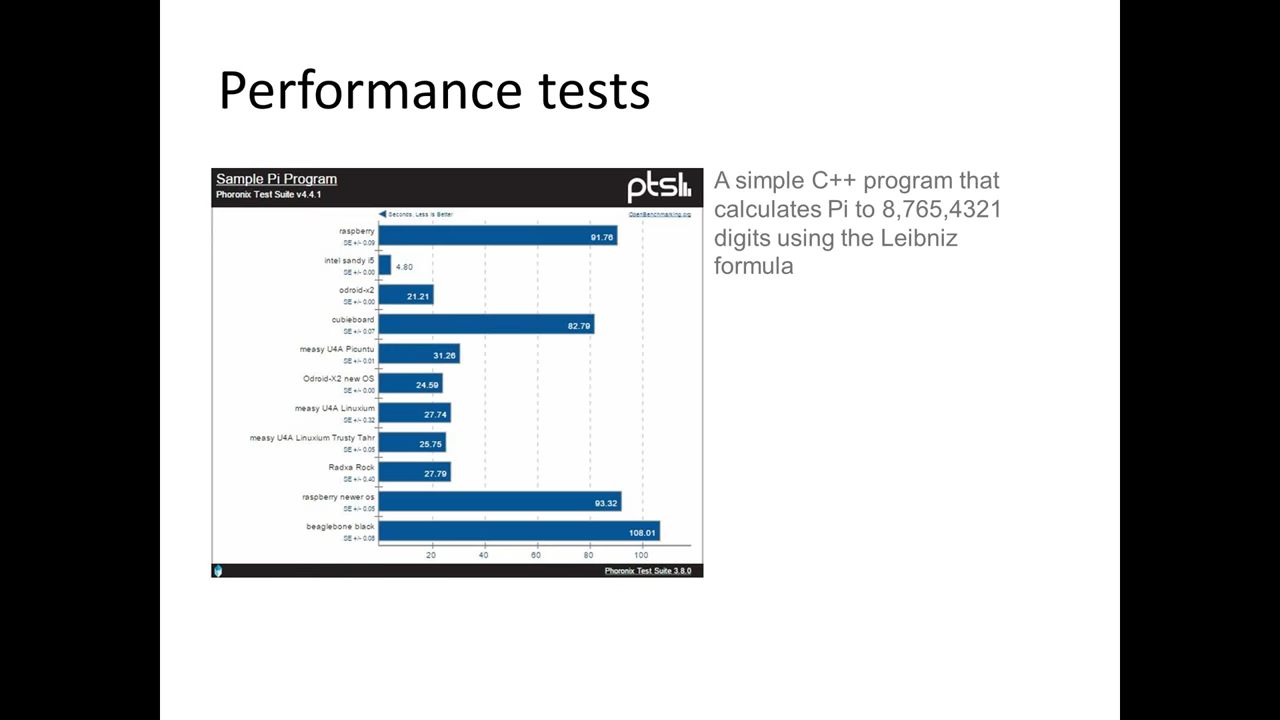 Performance tests
Sample Pi Program
Phoronix Test Suite v4.4.1
ptsl
Seconds, Less Is Better
OpenBenchmarking.org
raspberry
SE +/- 0.09
91.76
intel sandy i5
SE +/- 0.00
4.80
odroid-x2
SE +/- 0.00
21.21
cubieboard
SE +/- 0.07
82.79
measy U4A Picuntu
SE +/- 0.01
31.26
Odroid-X2 new OS
SE +/- 0.00
24.59
measy U4A Linuxium
SE +/- 0.32
27.74
measy U4A Linuxium Trusty Tahr
SE +/- 0.05
25.75
Radxa Rock
SE +/- 0.40
27.79
raspberry newer os
SE +/- 0.05
93.32
beaglebone black
SE +/- 0.08
108.01
20 40 60 80 100
Phoronix Test Suite 3.8.0
A simple C++ program that
calculates Pi to 8,765,4321
digits using the Leibniz
formula